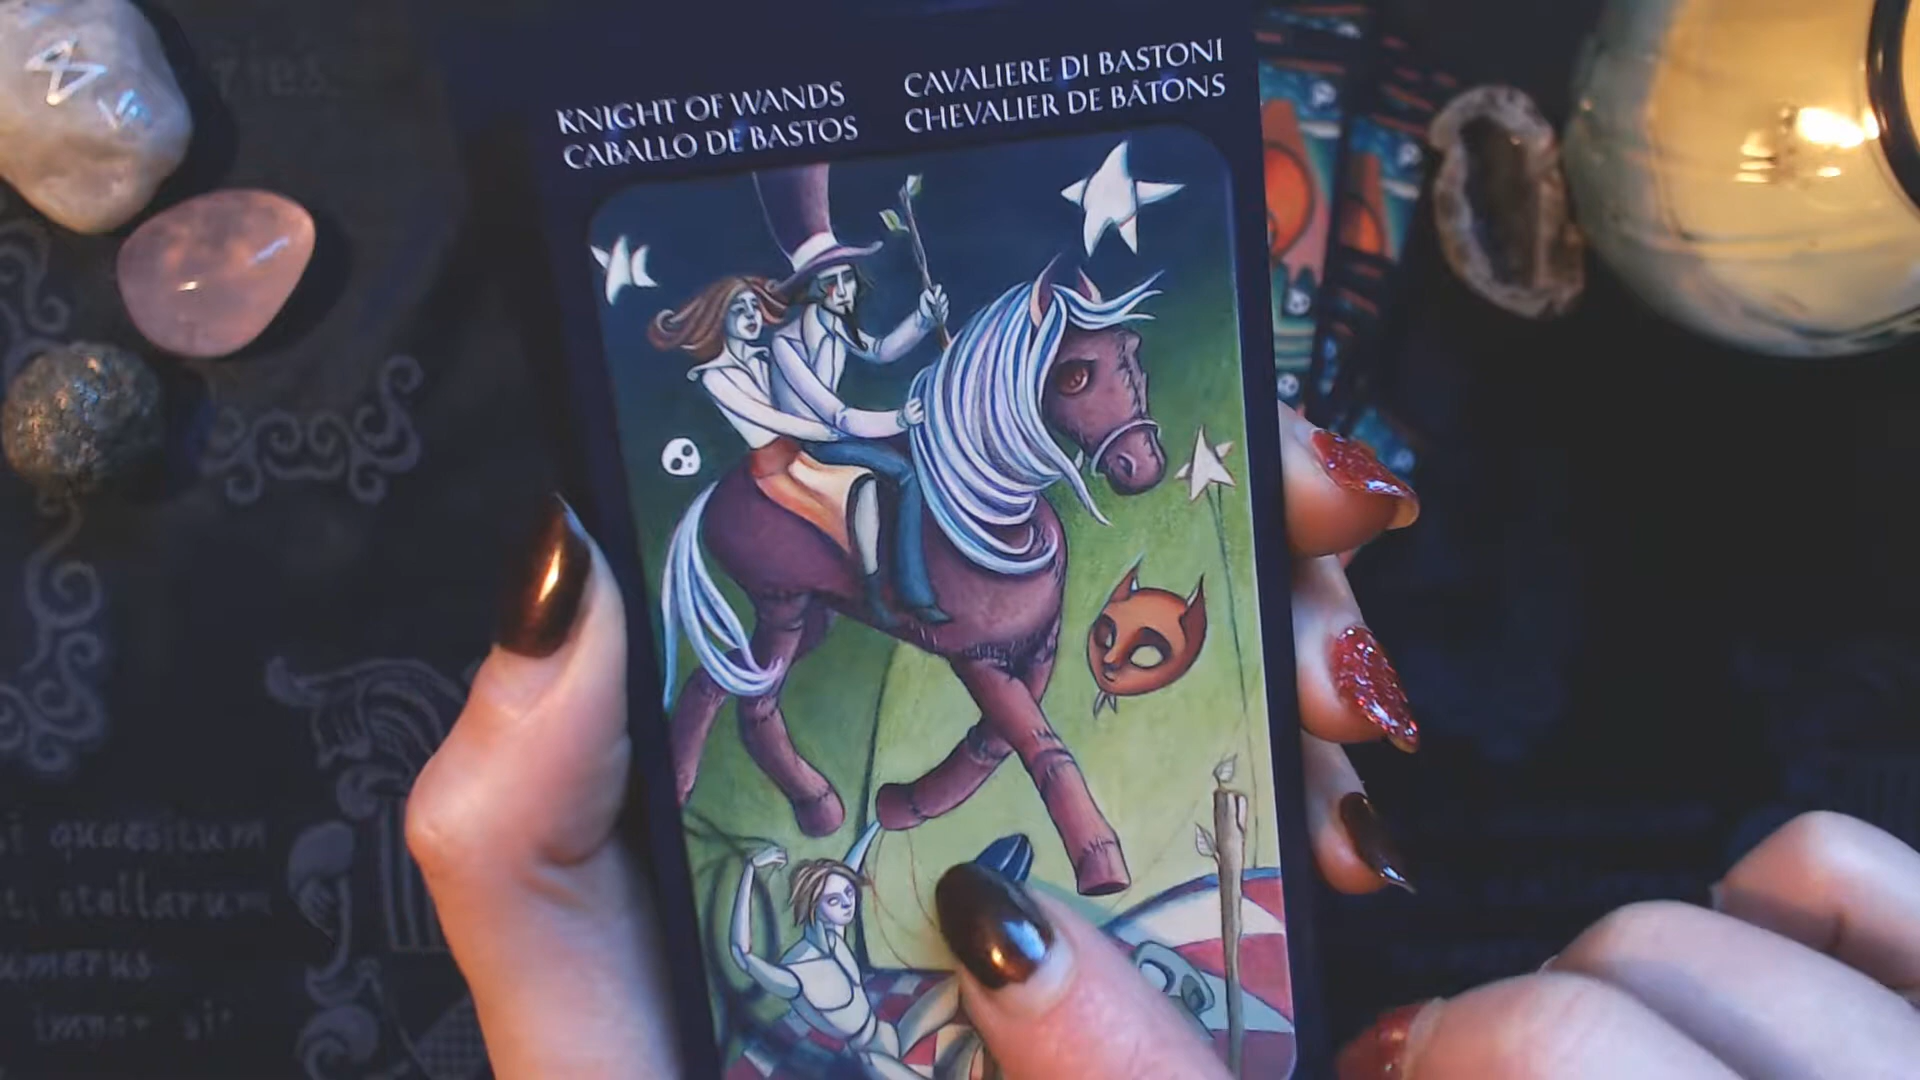 KNIGHT OF WANDS
CABALLO DE BASTOS
CAVALIERE DI BASTONI
CHEVALIER DE BÂTONS
quaesitum
stellarum